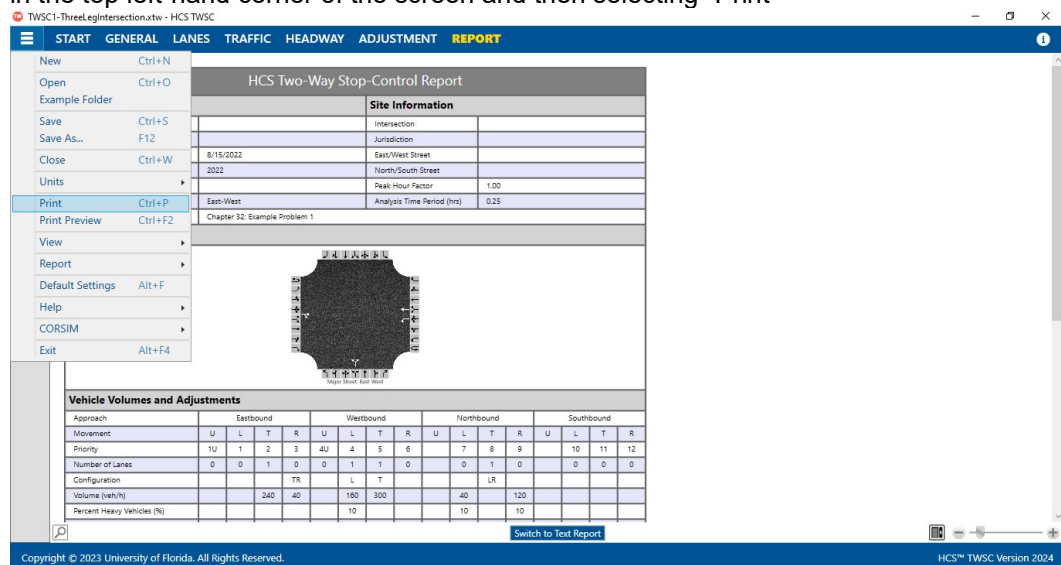 in the top left-hand corner of the screen and then selecting "Print"
TWSC1-ThreeLegIntersection.xtw - HCS TWSC
START GENERAL LANES TRAFFIC HEADWAY ADJUSTMENT REPORT
New Ctrl+N
Open Ctrl+O
Example Folder
Save Ctrl+S
Save As... F12
Close Ctrl+W
Units
Print Ctrl+P
Print Preview Ctrl+F2
View
Report
Default Settings Alt+F
Help
CORSIM
Exit Alt+F4
HCS Two-Way Stop-Control Report
Site Information
Intersection
Jurisdiction
8/15/2022 East/West Street
2022 North/South Street
Peak Hour Factor 1.00
East-West Analysis Time Period (hrs) 0.25
Chapter 32: Example Problem 1
Major Street: East-West
Vehicle Volumes and Adjustments
Approach Eastbound Westbound Northbound Southbound
Movement U L T R U L T R U L T R U L T R
Priority 1U 1 2 3 4U 4 5 6 7 8 9 10 11 12
Number of Lanes 0 0 1 0 0 1 1 0 0 1 0 0 0 0
Configuration TR L T LR
Volume (veh/h) 240 40 160 300 40 120
Percent Heavy Vehicles (%) 10 10 10
Switch to Text Report
Copyright © 2023 University of Florida. All Rights Reserved. HCS™ TWSC Version 2024